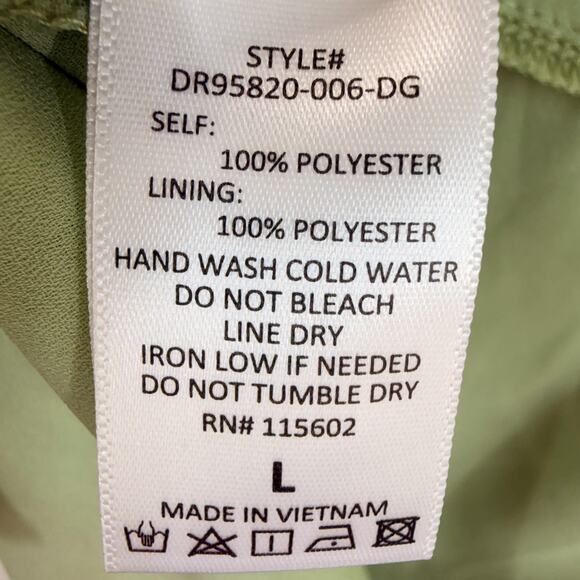 STYLE#
DR95820-006-DG
SELF:
100% POLYESTER
LINING:
100% POLYESTER
HAND WASH COLD WATER
DO NOT BLEACH
LINE DRY
IRON LOW IF NEEDED
DO NOT TUMBLE DRY
RN# 115602
L
MADE IN VIETNAM